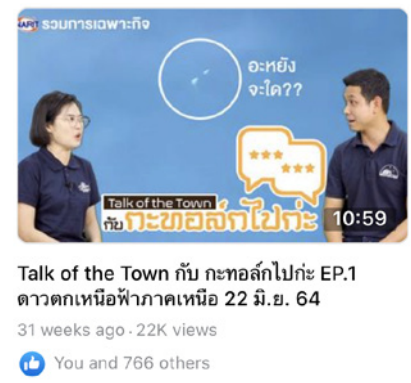 NARIT รวมการเฉพาะกิจ
อะหยัง
จะใด??
Talk of the Town
กับ กะทอล์กไปก่ะ
10:59
Talk of the Town กับ กะทอล์กไปก่ะ EP.1
ดาวตกเหนือฟ้าภาคเหนือ 22 มิ.ย. 64
31 weeks ago · 22K views
You and 766 others